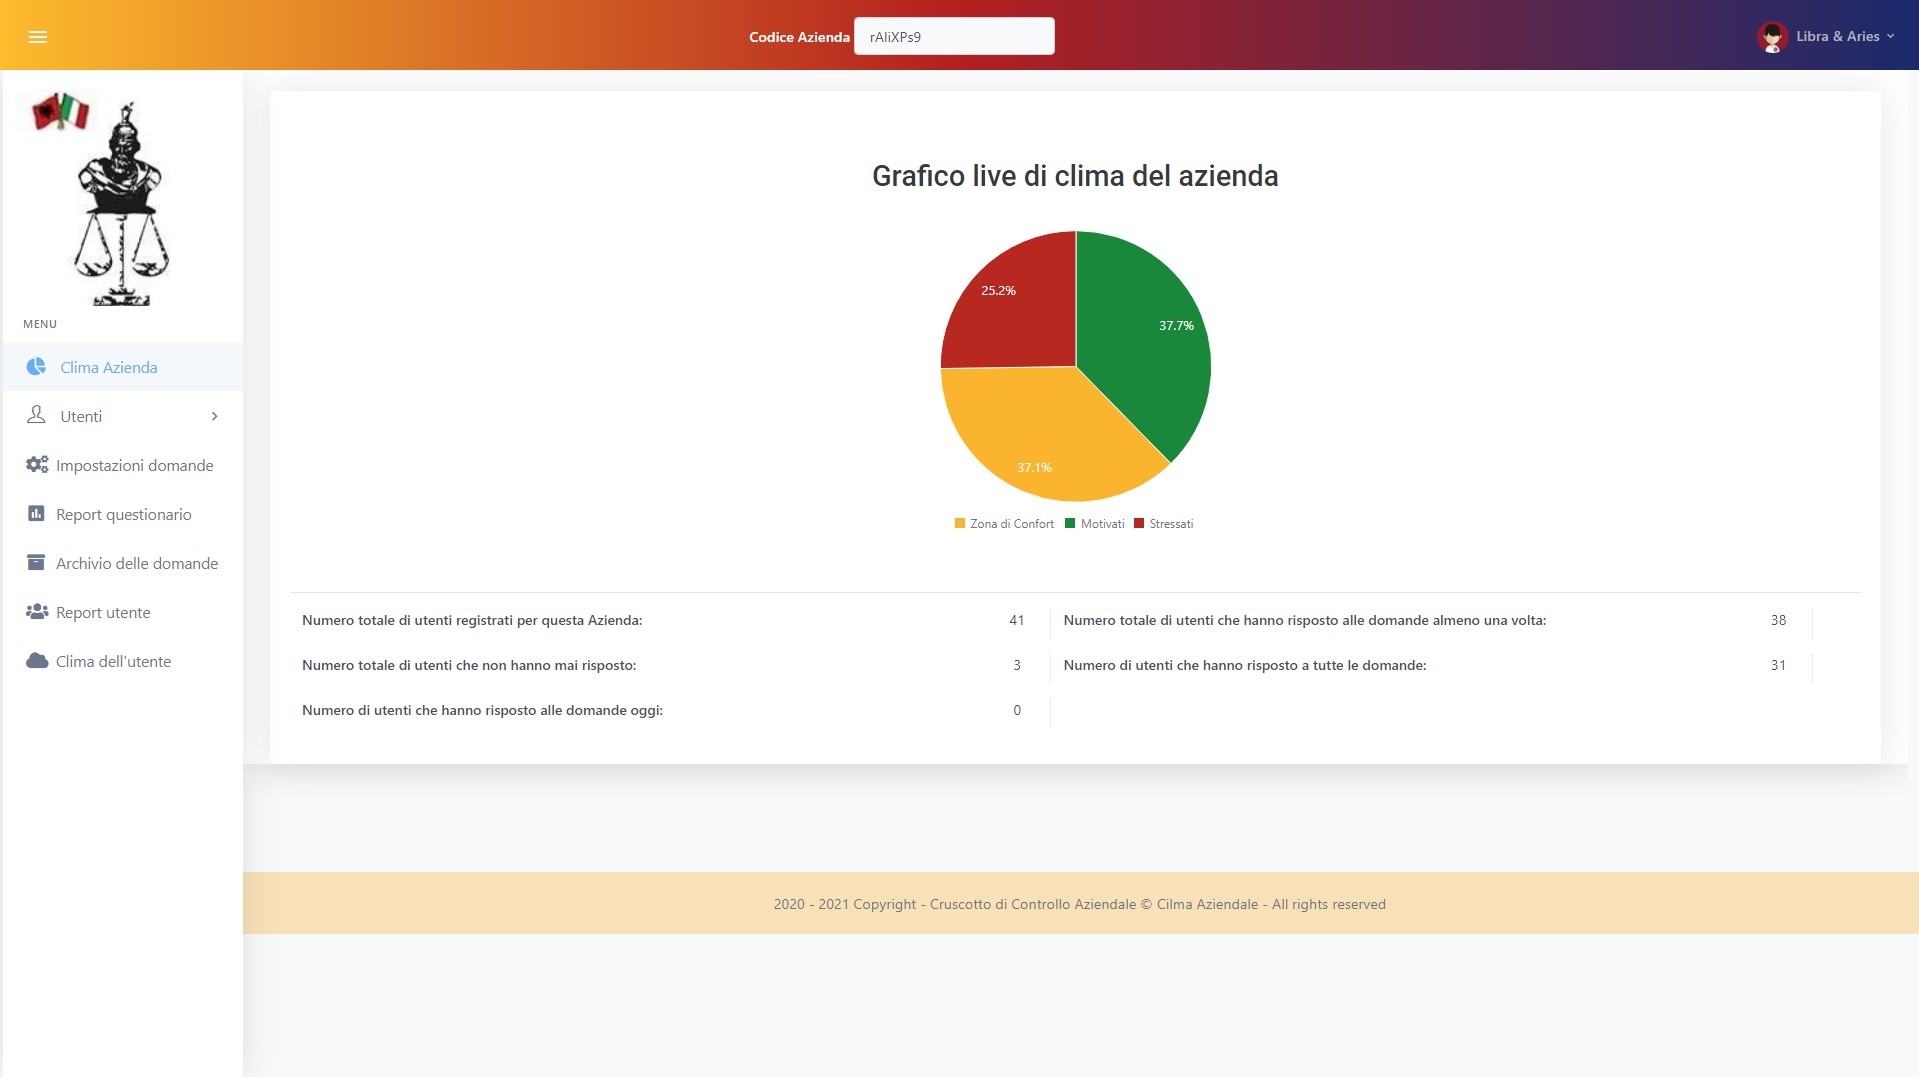 Codice Azienda rAliXPs9
Libra & Aries
MENU
Clima Azienda
Utenti
Impostazioni domande
Report questionario
Archivio delle domande
Report utente
Clima dell'utente
Grafico live di clima del azienda
25.2%
37.7%
37.1%
Zona di Confort Motivati Stressati
Numero totale di utenti registrati per questa Azienda: 41
Numero totale di utenti che hanno risposto alle domande almeno una volta: 38
Numero totale di utenti che non hanno mai risposto: 3
Numero di utenti che hanno risposto a tutte le domande: 31
Numero di utenti che hanno risposto alle domande oggi: 0
2020 - 2021 Copyright - Cruscotto di Controllo Aziendale © Cilma Aziendale - All rights reserved